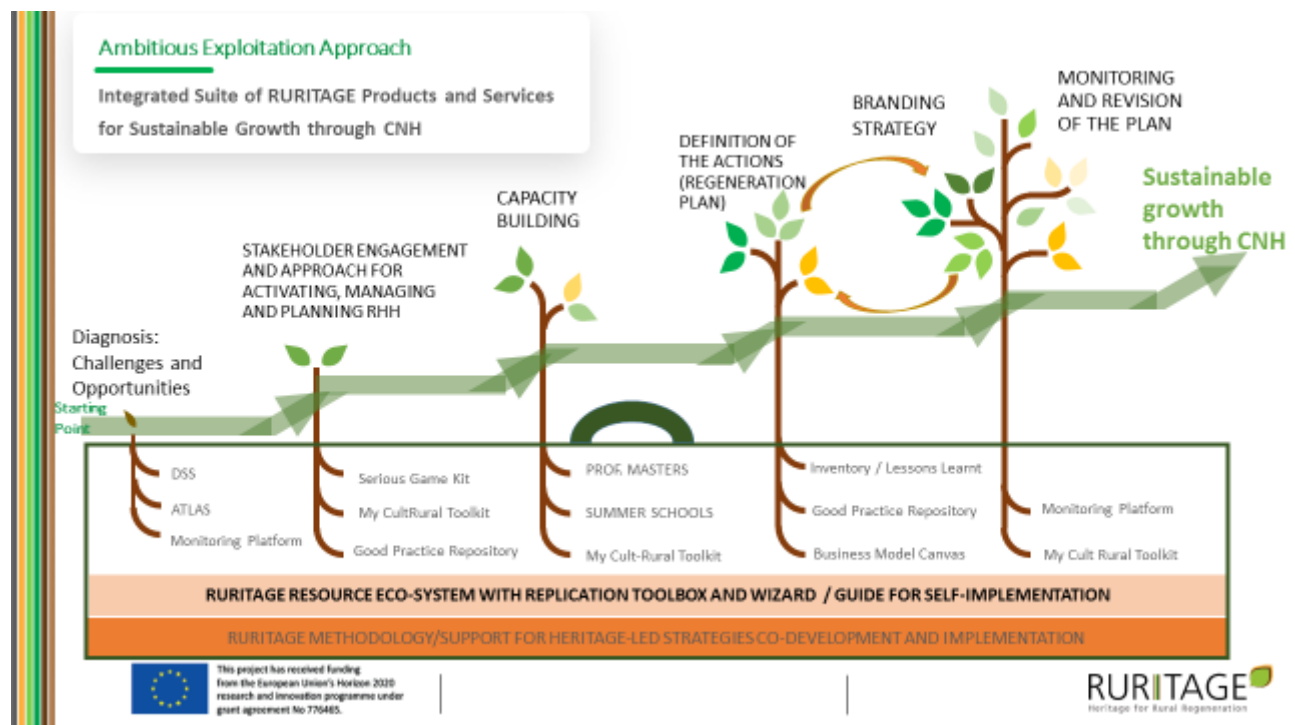 Ambitious Exploitation Approach
Integrated Suite of RURITAGE Products and Services
for Sustainable Growth through CNH
Diagnosis:
Challenges and
Opportunities
Starting
Point
STAKEHOLDER ENGAGEMENT
AND APPROACH FOR
ACTIVATING, MANAGING
AND PLANNING RHH
CAPACITY
BUILDING
DEFINITION OF
THE ACTIONS
(REGENERATION
PLAN)
BRANDING
STRATEGY
MONITORING
AND REVISION
OF THE PLAN
Sustainable
growth
through CNH
DSS
ATLAS
Monitoring Platform
Serious Game Kit
My CultRural Toolkit
Good Practice Repository
PROF. MASTERS
SUMMER SCHOOLS
My Cult-Rural Toolkit
Inventory / Lessons Learnt
Good Practice Repository
Business Model Canvas
Monitoring Platform
My Cult Rural Toolkit
RURITAGE RESOURCE ECO-SYSTEM WITH REPLICATION TOOLBOX AND WIZARD / GUIDE FOR SELF-IMPLEMENTATION
RURITAGE METHODOLOGY/SUPPORT FOR HERITAGE-LED STRATEGIES CO-DEVELOPMENT AND IMPLEMENTATION
This project has received funding
from the European Union's Horizon 2020
research and innovation programme under
grant agreement No 776465.
RURITAGE
Heritage for Rural Regeneration